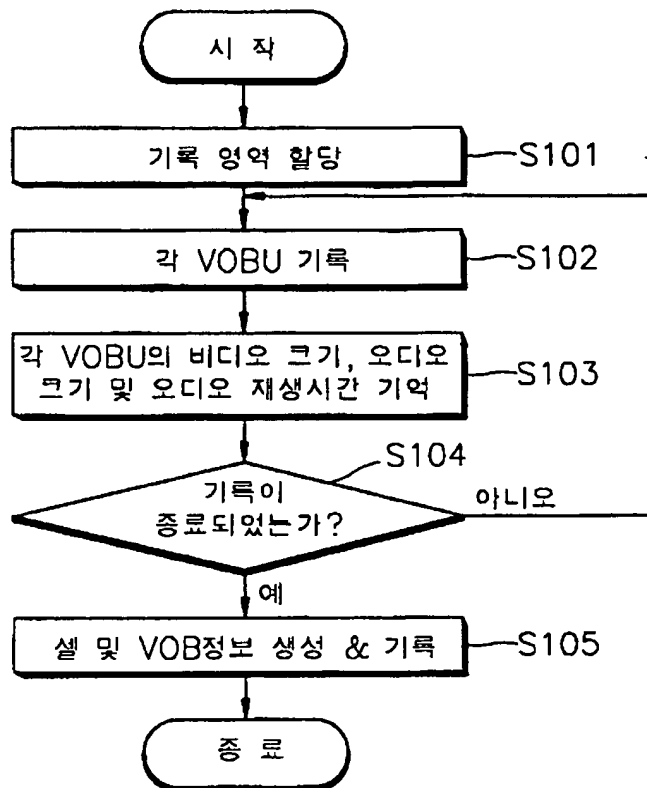 시 작
기록 영역 할당
S101
각 VOBU 기록
S102
각 VOBU의 비디오 크기, 오디오
크기 및 오디오 재생시간 기억
S103
S104
기록이
종료되었는가?
아니오
예
셀 및 VOB정보 생성 & 기록
S105
종 료